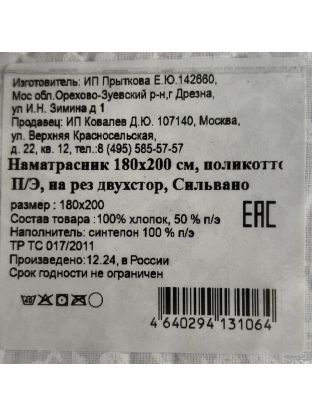 Изготовитель: ИП Прыткова Е.Ю.142660,
Мос обл.Орехово-Зуевский р-н,г Дрезна,
ул И.Н. Зимина д 1
Продавец: ИП Ковалев Д.Ю. 107140, Москва,
ул. Верхняя Красносельская,
д. 22, кв. 12, тел.:8 (495) 585-57-57
Наматрасник 180х200 см, поликотто
П/Э, на рез двухстор, Сильвано
размер : 180х200
Состав товара :100% хлопок, 50 % п/э
Наполнитель: синтепон 100 % п/э
ТР ТС 017/2011
Срок годности не ограничен
ЕАС
Изготовлен: 12.24, в России
4 640294 131064